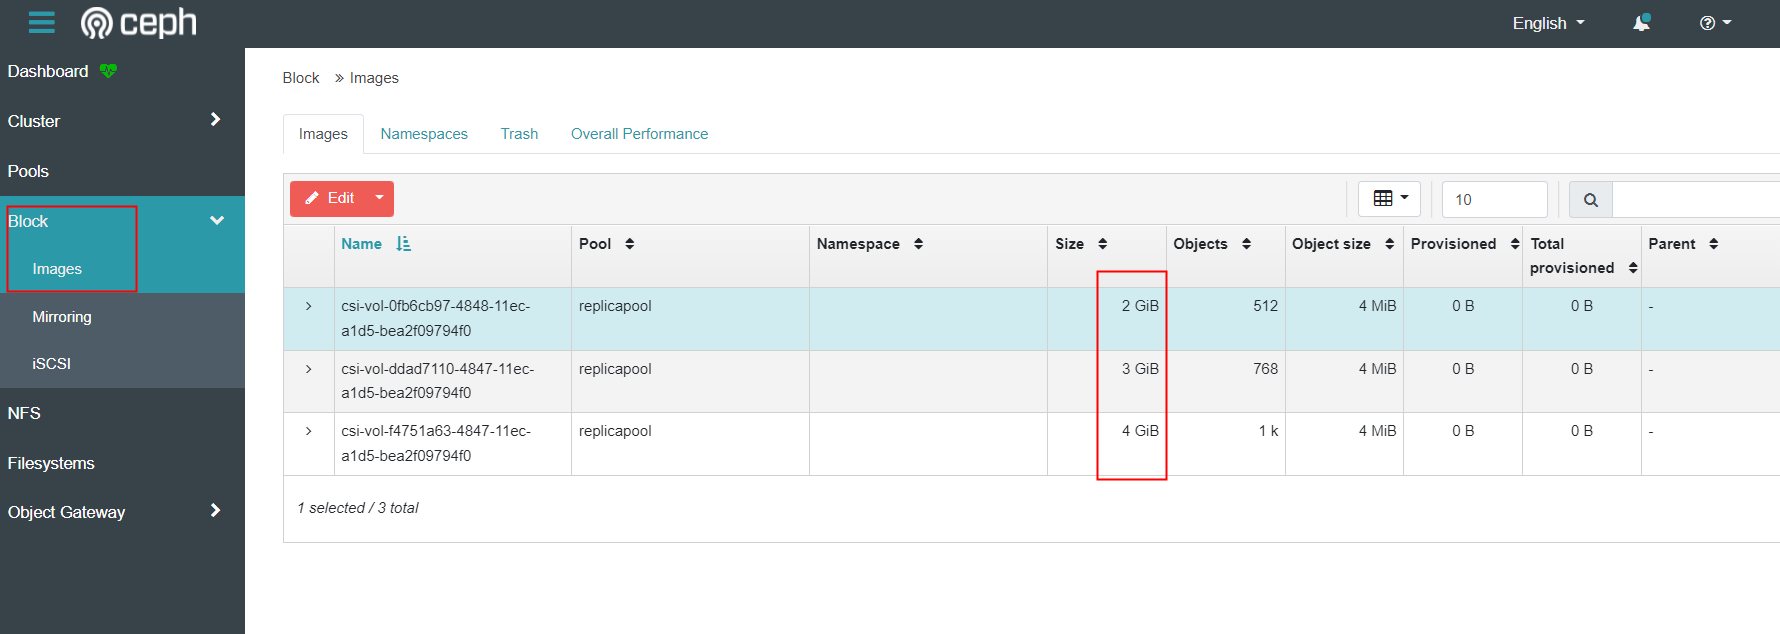 ceph
English
Dashboard
Cluster
Pools
Block
Images
Mirroring
iSCSI
NFS
Filesystems
Object Gateway
Block » Images
Images Namespaces Trash Overall Performance
Edit
10
Name Pool Namespace Size Objects Object size Provisioned Total provisioned Parent
csi-vol-0fb6cb97-4848-11ec- replicapool 2 GiB 512 4 MiB 0 B 0 B -
a1d5-bea2f09794f0
csi-vol-ddad7110-4847-11ec- replicapool 3 GiB 768 4 MiB 0 B 0 B -
a1d5-bea2f09794f0
csi-vol-f4751a63-4847-11ec- replicapool 4 GiB 1 k 4 MiB 0 B 0 B -
a1d5-bea2f09794f0
1 selected / 3 total